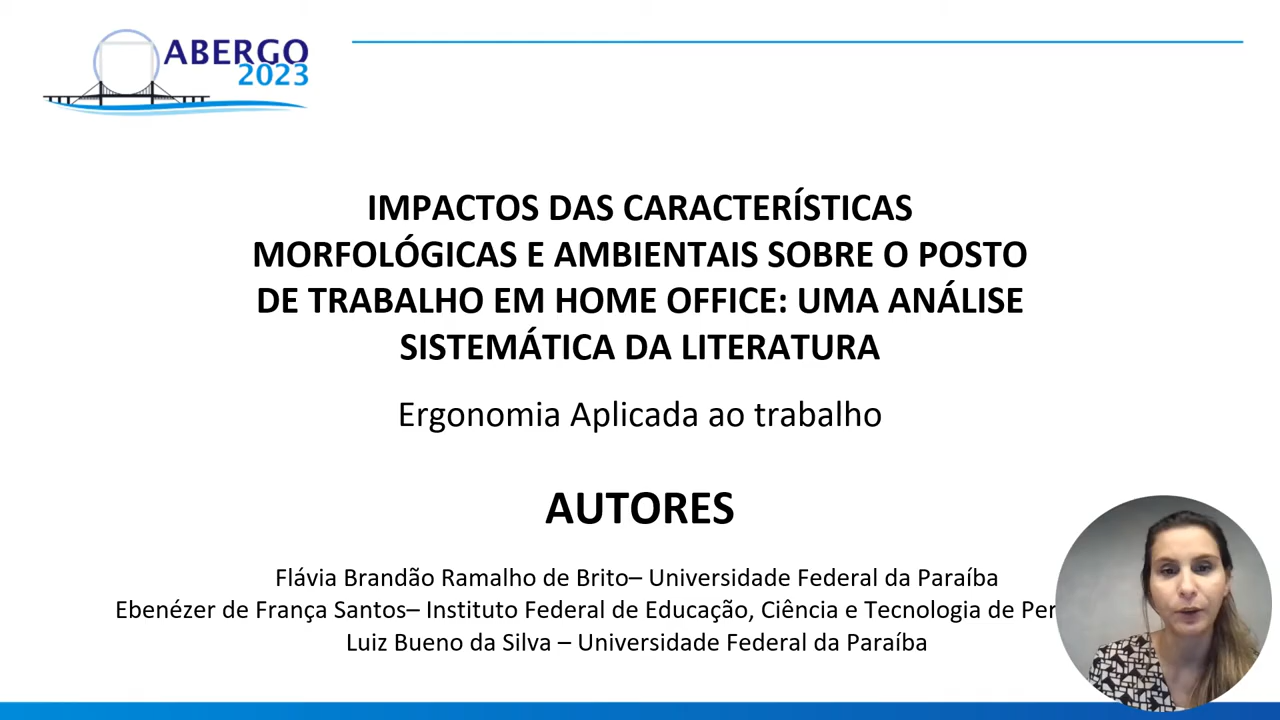 ABERGO
2023
IMPACTOS DAS CARACTERÍSTICAS
MORFOLÓGICAS E AMBIENTAIS SOBRE O POSTO
DE TRABALHO EM HOME OFFICE: UMA ANÁLISE
SISTEMÁTICA DA LITERATURA
Ergonomia Aplicada ao trabalho
AUTORES
Flávia Brandão Ramalho de Brito– Universidade Federal da Paraíba
Ebenézer de França Santos– Instituto Federal de Educação, Ciência e Tecnologia de
Luiz Bueno da Silva – Universidade Federal da Paraíba